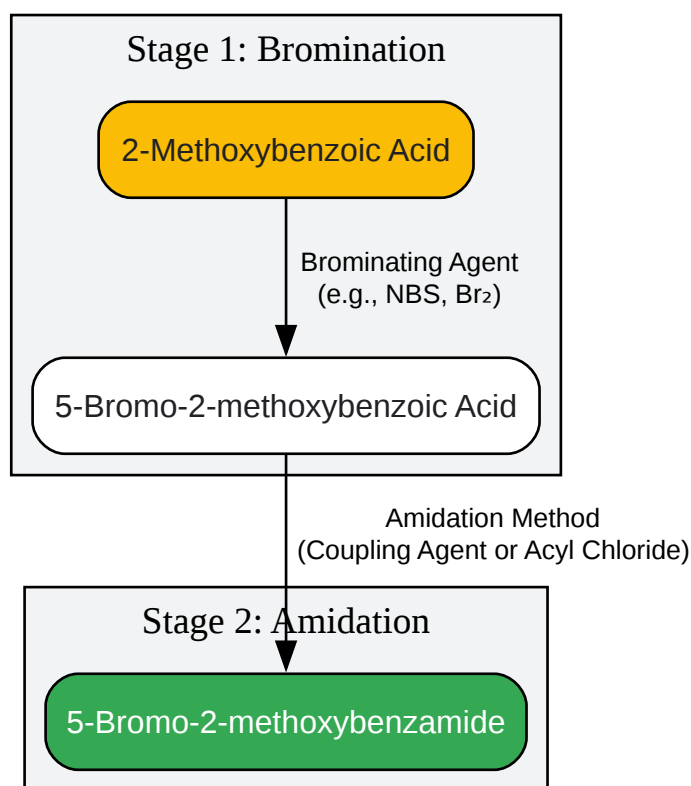 Stage 1: Bromination
2-Methoxybenzoic Acid
Brominating Agent
(e.g., NBS, Br₂)
5-Bromo-2-methoxybenzoic Acid
Amidation Method
(Coupling Agent or Acyl Chloride)
Stage 2: Amidation
5-Bromo-2-methoxybenzamide